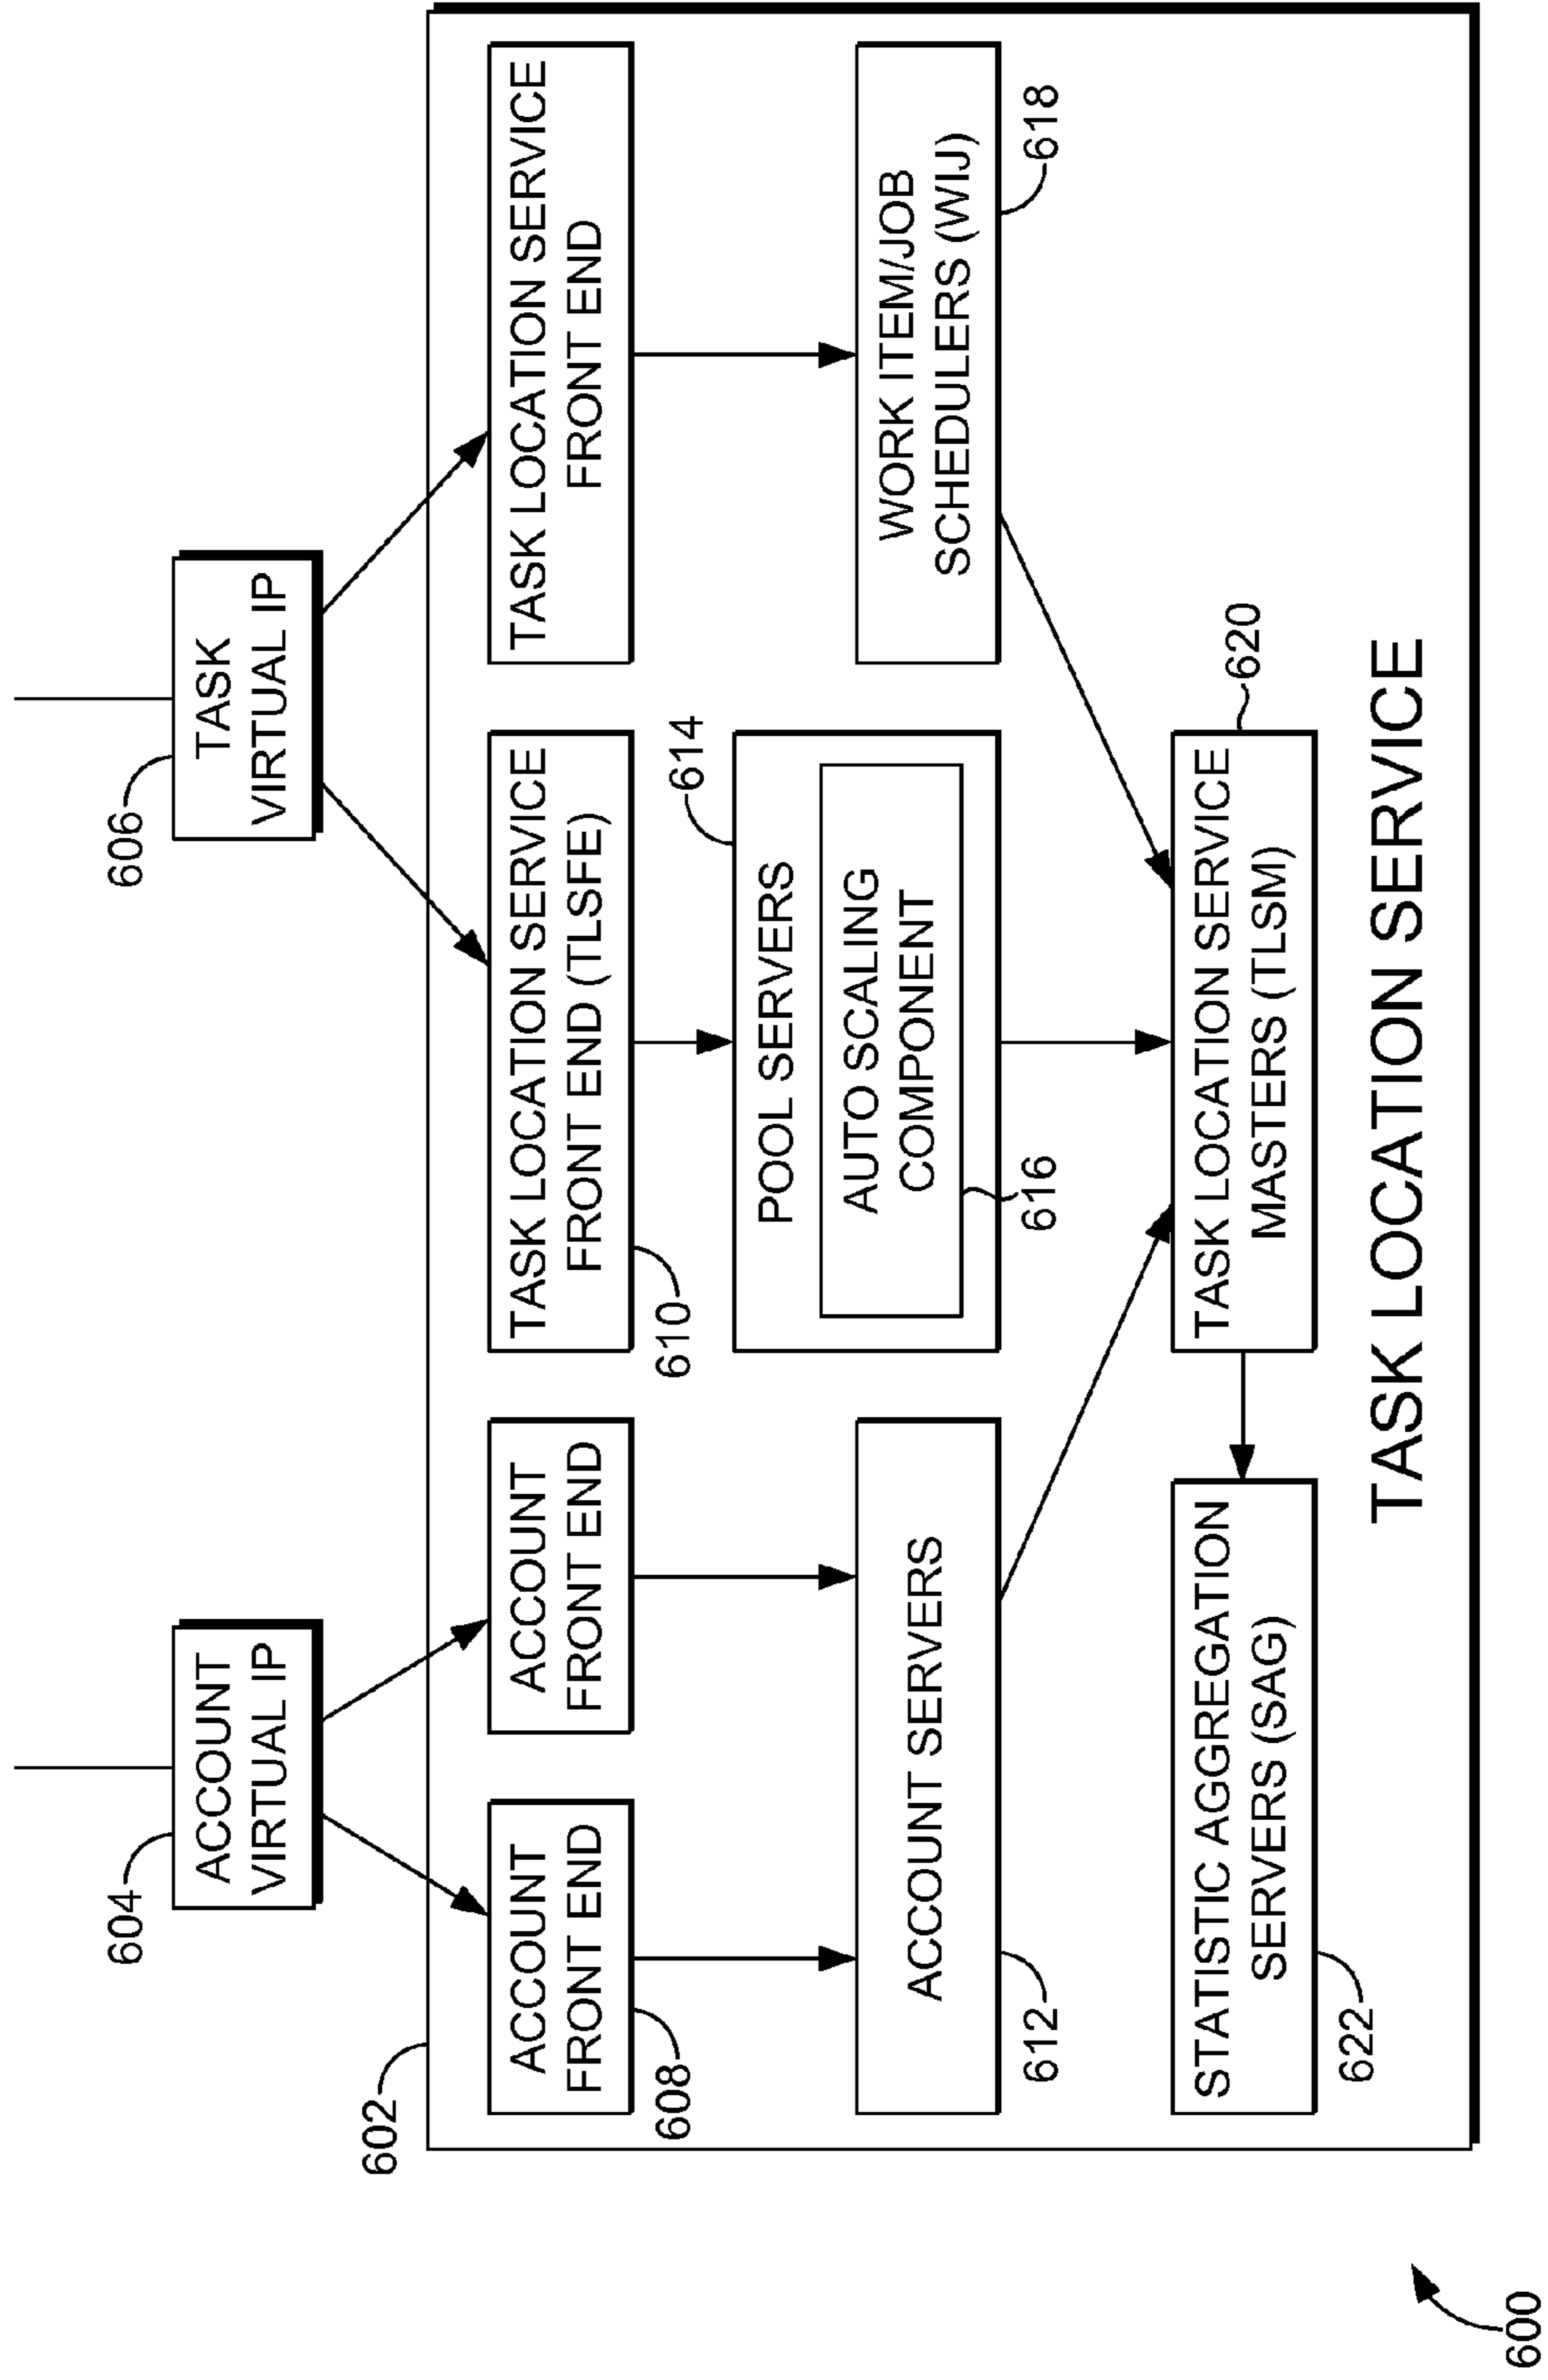 604
ACCOUNT
VIRTUAL IP
606
TASK
VIRTUAL IP
602
ACCOUNT
FRONT END
608
ACCOUNT
FRONT END
TASK LOCATION SERVICE
FRONT END (TLSFE)
610
TASK LOCATION SERVICE
FRONT END
ACCOUNT SERVERS
612
614
POOL SERVERS
AUTO SCALING
COMPONENT
616
WORK ITEM/JOB
SCHEDULERS (WIJ)
618
STATISTIC AGGREGATION
SERVERS (SAG)
622
TASK LOCATION SERVICE
MASTERS (TLSM)
620
TASK LOCATION SERVICE
600